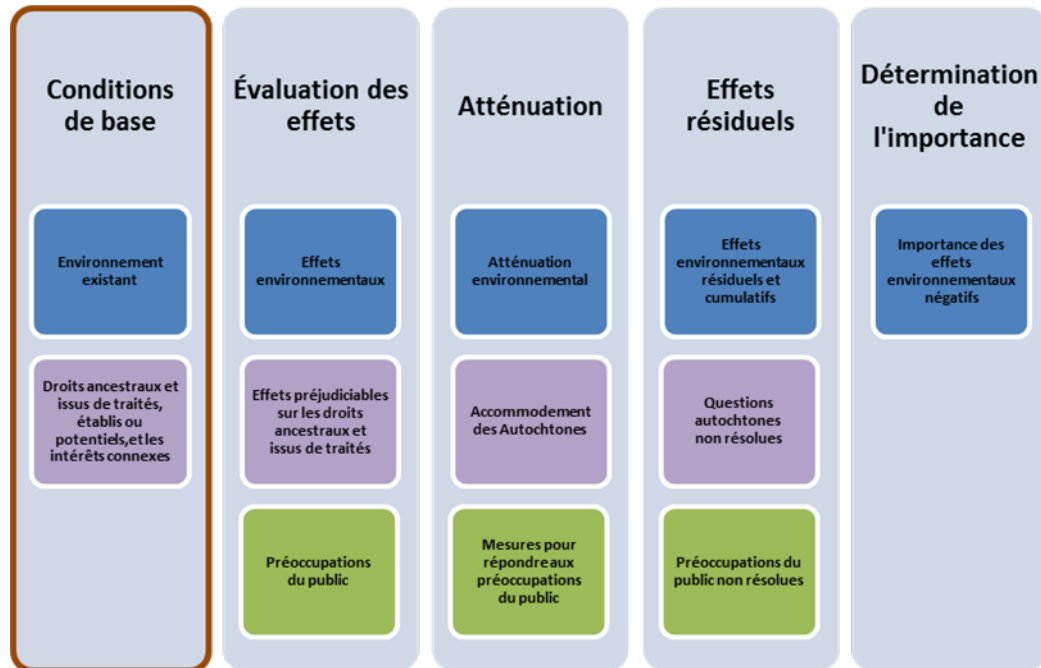 Conditions
de base
Environnement
existant
Droits ancestraux et
issus de traités,
établis ou
potentiels,et les
intérêts connexes
Évaluation des
effets
Effets
environnementaux
Effets préjudiciables
sur les droits
ancestraux et
issus de traités
Préoccupations
du public
Atténuation
Atténuation
environnemental
Accommodement
des Autochtones
Mesures pour
répondre aux
préoccupations
du public
Effets
résiduels
Effets
environnementaux
résiduels et
cumulatifs
Questions
autochtones
non résolues
Préoccupations du
public non résolues
Détermination
de
l'importance
Importance des
effets
environnementaux
négatifs